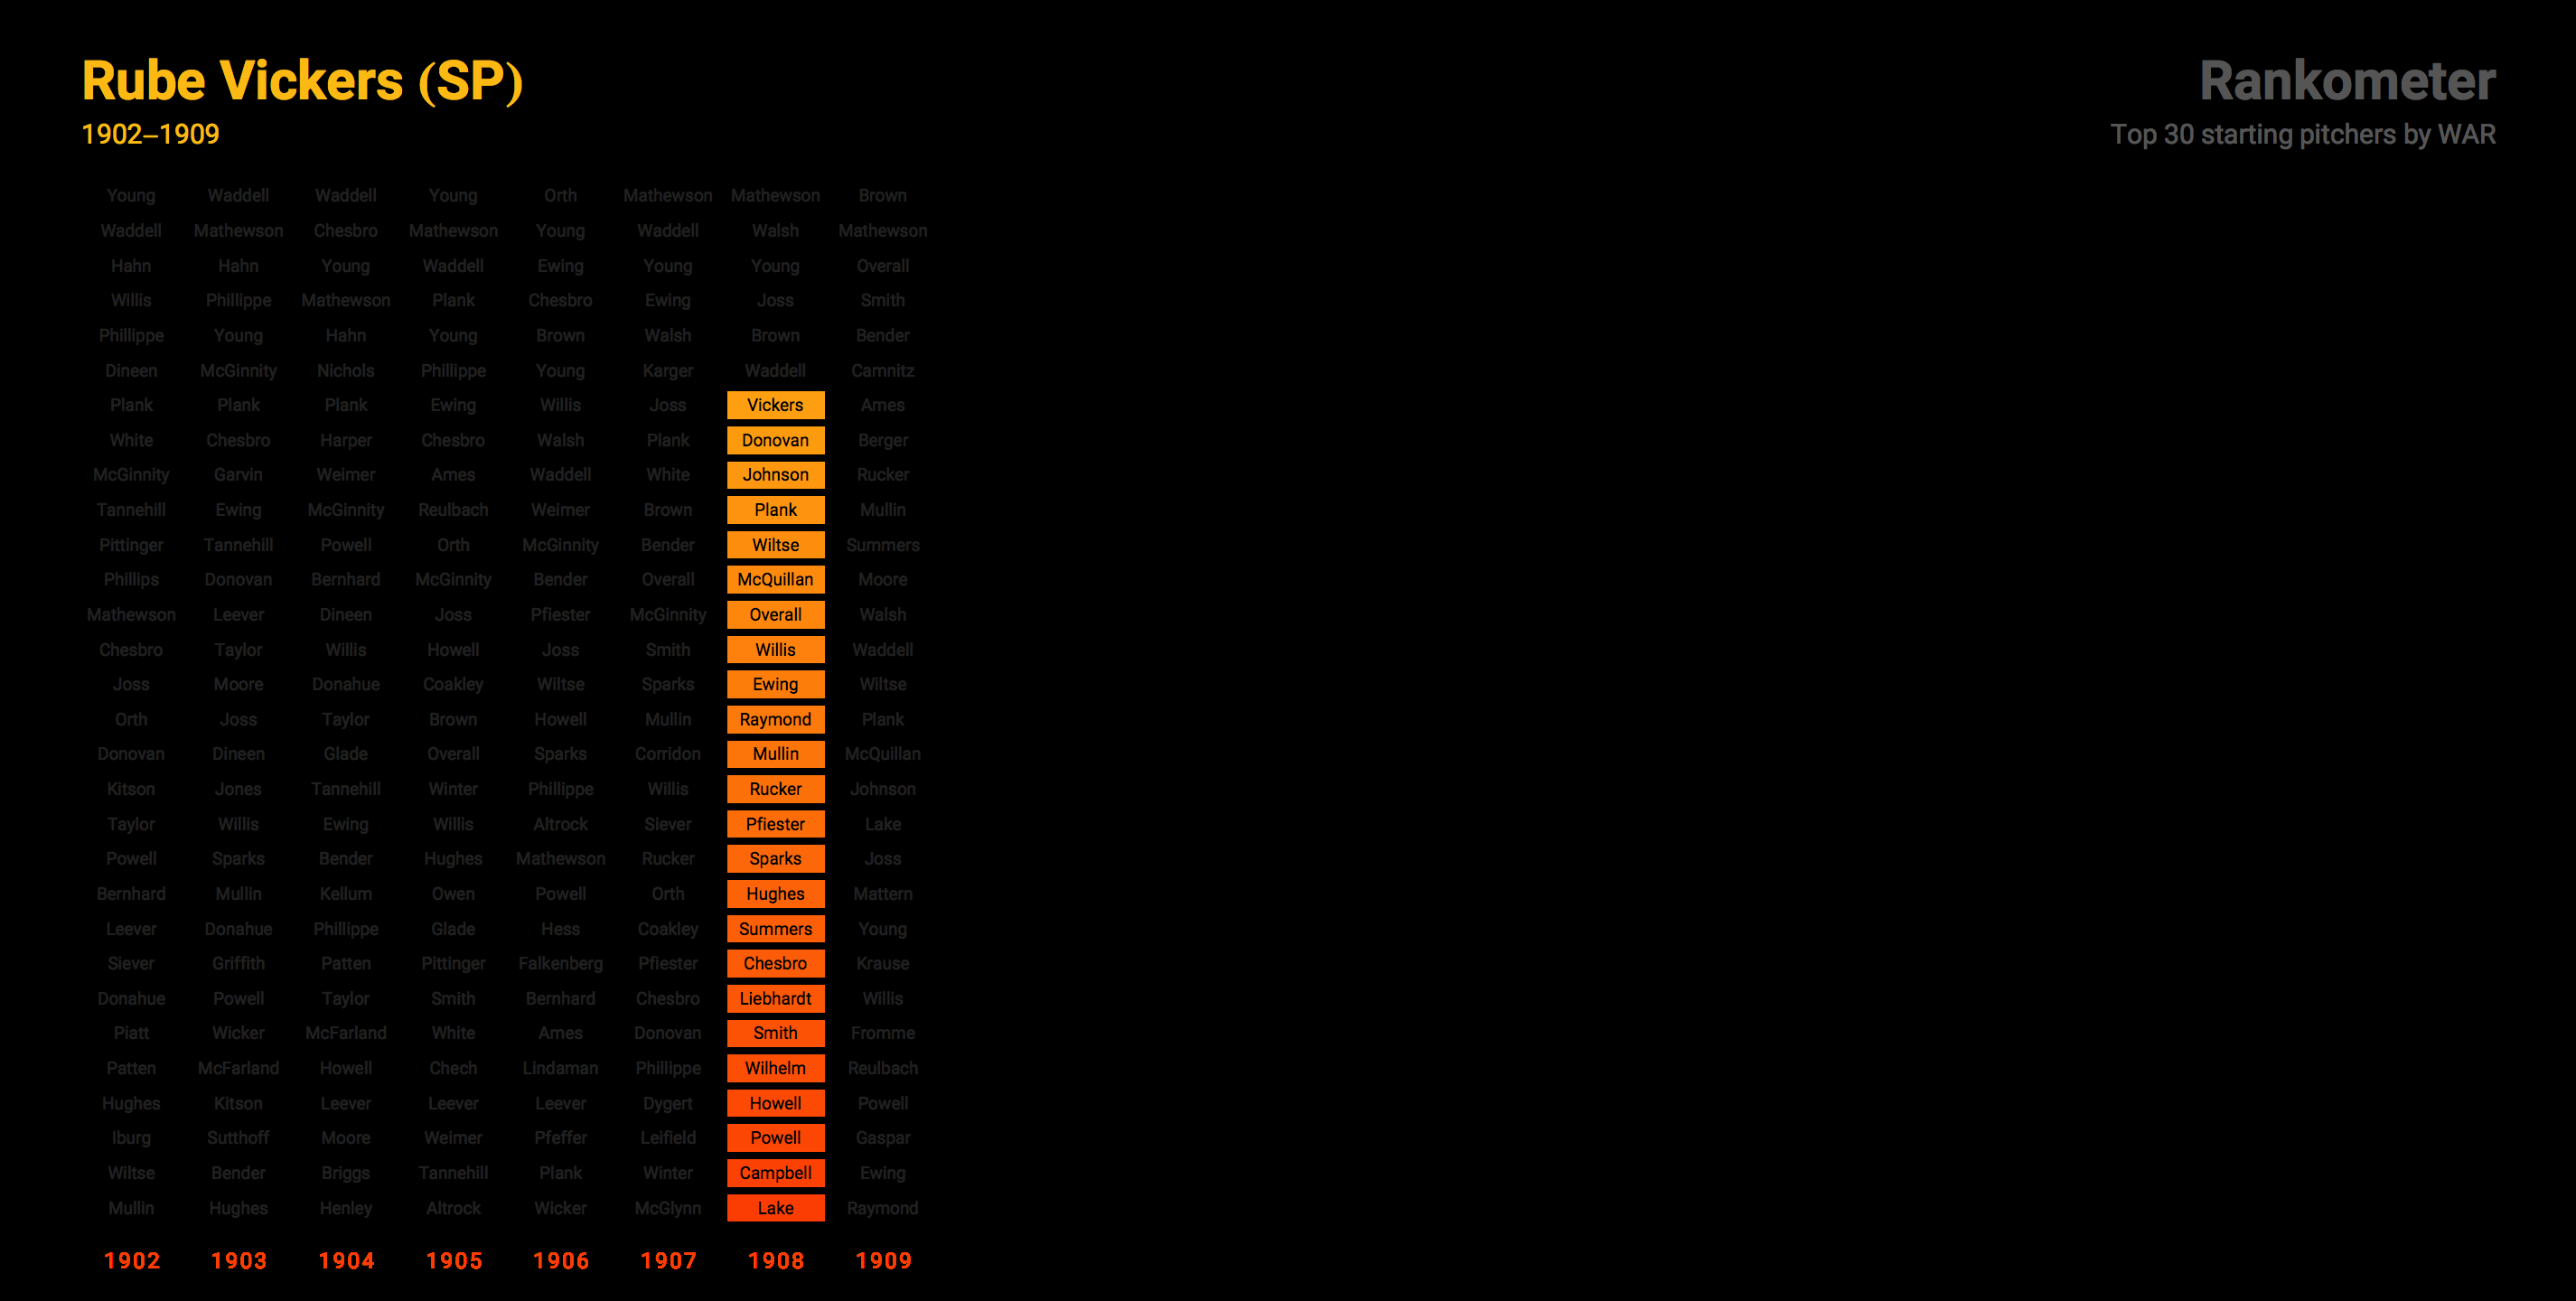 Rube Vickers (SP)
1902–1909
Rankometer
Top 30 starting pitchers by WAR
Young Waddell Waddell Young Orth Mathewson Mathewson Brown
Waddell Mathewson Chesbro Mathewson Young Waddell Walsh Mathewson
Hahn Hahn Young Waddell Ewing Young Young Overall
Willis Phillippe Mathewson Plank Chesbro Ewing Joss Smith
Phillippe Young Hahn Young Brown Walsh Brown Bender
Dineen McGinnity Nichols Phillippe Young Karger Waddell Camnitz
Plank Plank Plank Ewing Willis Joss Vickers Ames
White Chesbro Harper Chesbro Walsh Plank Donovan Berger
McGinnity Garvin Weimer Ames Waddell White Johnson Rucker
Tannehill Ewing McGinnity Reulbach Weimer Brown Plank Mullin
Pittinger Tannehill Powell Orth McGinnity Bender Wiltse Summers
Phillips Donovan Bernhard McGinnity Bender Overall McQuillan Moore
Mathewson Leever Dineen Joss Pfiester McGinnity Overall Walsh
Chesbro Taylor Willis Howell Joss Smith Willis Waddell
Joss Moore Donahue Coakley Wiltse Sparks Ewing Wiltse
Orth Joss Taylor Brown Howell Mullin Raymond Plank
Donovan Dineen Glade Overall Sparks Corridon Mullin McQuillan
Kitson Jones Tannehill Winter Phillippe Willis Rucker Johnson
Taylor Willis Ewing Willis Altrock Siever Pfiester Lake
Powell Sparks Bender Hughes Mathewson Rucker Sparks Joss
Bernhard Mullin Kellum Owen Powell Orth Hughes Mattern
Leever Donahue Phillippe Glade Hess Coakley Summers Young
Siever Griffith Patten Pittinger Falkenberg Pfiester Chesbro Krause
Donahue Powell Taylor Smith Bernhard Chesbro Liebhardt Willis
Piatt Wicker McFarland White Ames Donovan Smith Fromme
Patten McFarland Howell Chech Lindaman Phillippe Wilhelm Reulbach
Hughes Kitson Leever Leever Leever Dygert Howell Powell
Iburg Sutthoff Moore Weimer Pfeffer Leifield Powell Gaspar
Wiltse Bender Briggs Tannehill Plank Winter Campbell Ewing
Mullin Hughes Henley Altrock Wicker McGlynn Lake Raymond
1902 1903 1904 1905 1906 1907 1908 1909